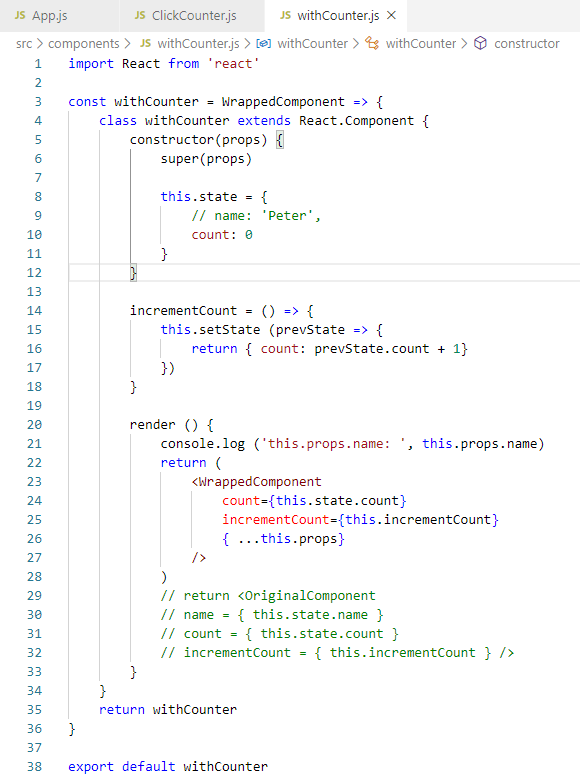 JS App.js JS ClickCounter.js JS withCounter.js ×
src > components > JS withCounter.js > withCounter > withCounter > constructor
1 import React from 'react'
2
3 const withCounter = WrappedComponent => {
4     class withCounter extends React.Component {
5         constructor(props) {
6             super(props)
7
8             this.state = {
9                 // name: 'Peter',
10                 count: 0
11             }
12         }
13
14         incrementCount = () => {
15             this.setState (prevState => {
16                 return { count: prevState.count + 1}
17             })
18         }
19
20         render () {
21             console.log ('this.props.name: ', this.props.name)
22             return (
23                 <WrappedComponent
24                     count={this.state.count}
25                     incrementCount={this.incrementCount}
26                     { ...this.props}
27                 />
28             )
29             // return <OriginalComponent
30             // name = { this.state.name }
31             // count = { this.state.count }
32             // incrementCount = { this.incrementCount } />
33         }
34     }
35     return withCounter
36 }
37
38 export default withCounter